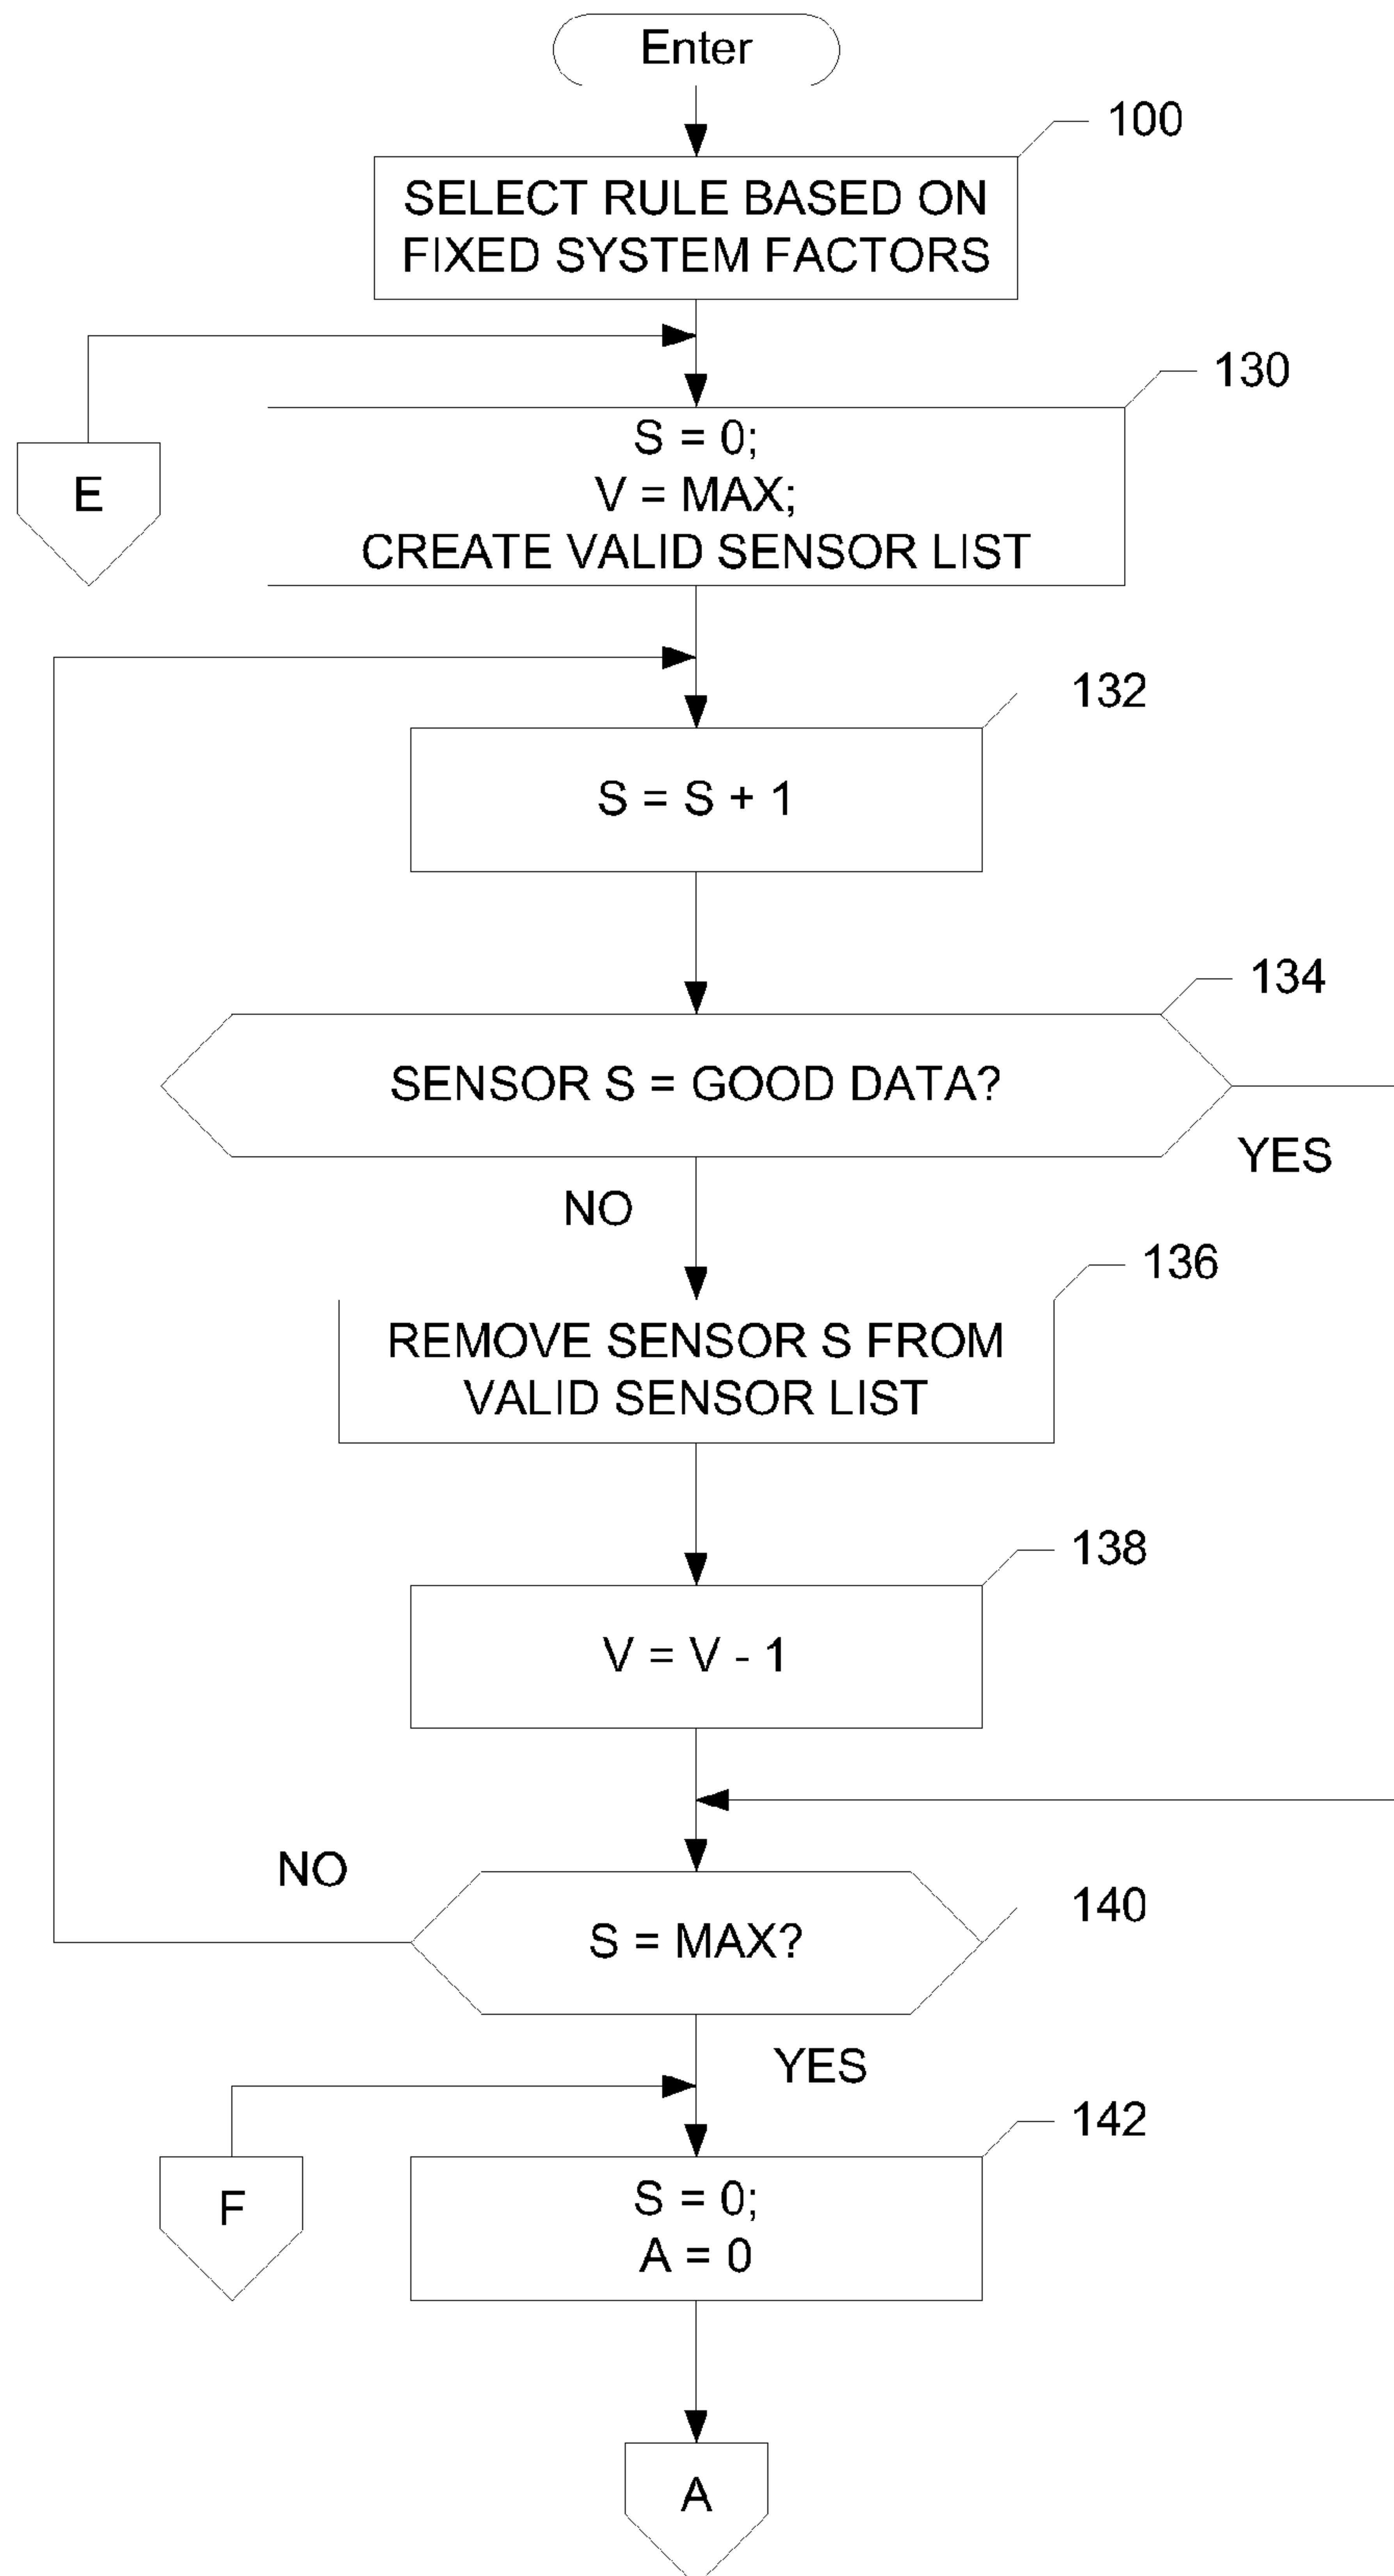 Enter
100
SELECT RULE BASED ON
FIXED SYSTEM FACTORS
130
S = 0;
V = MAX;
CREATE VALID SENSOR LIST
E
132
S = S + 1
134
SENSOR S = GOOD DATA?
YES
NO
136
REMOVE SENSOR S FROM
VALID SENSOR LIST
138
V = V - 1
NO
140
S = MAX?
YES
142
F
S = 0;
A = 0
A